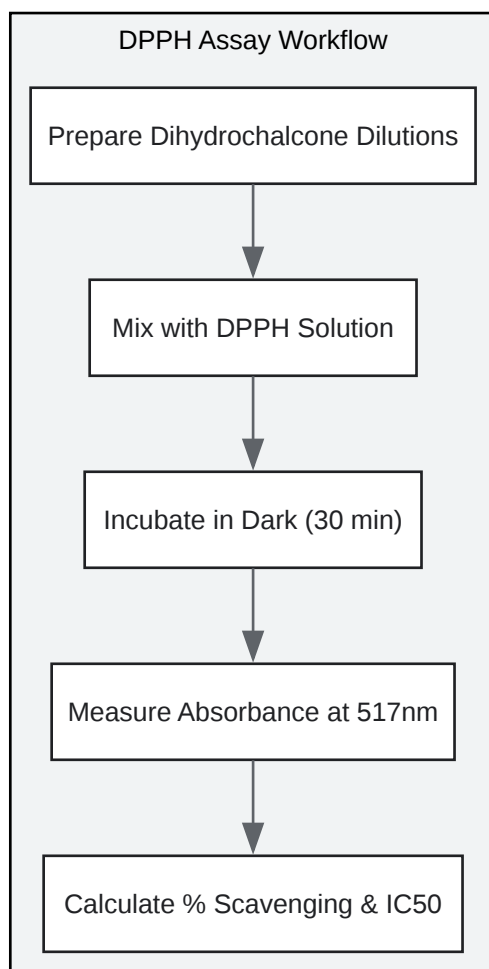 DPPH Assay Workflow
Prepare Dihydrochalcone Dilutions
Mix with DPPH Solution
Incubate in Dark (30 min)
Measure Absorbance at 517nm
Calculate % Scavenging & IC50